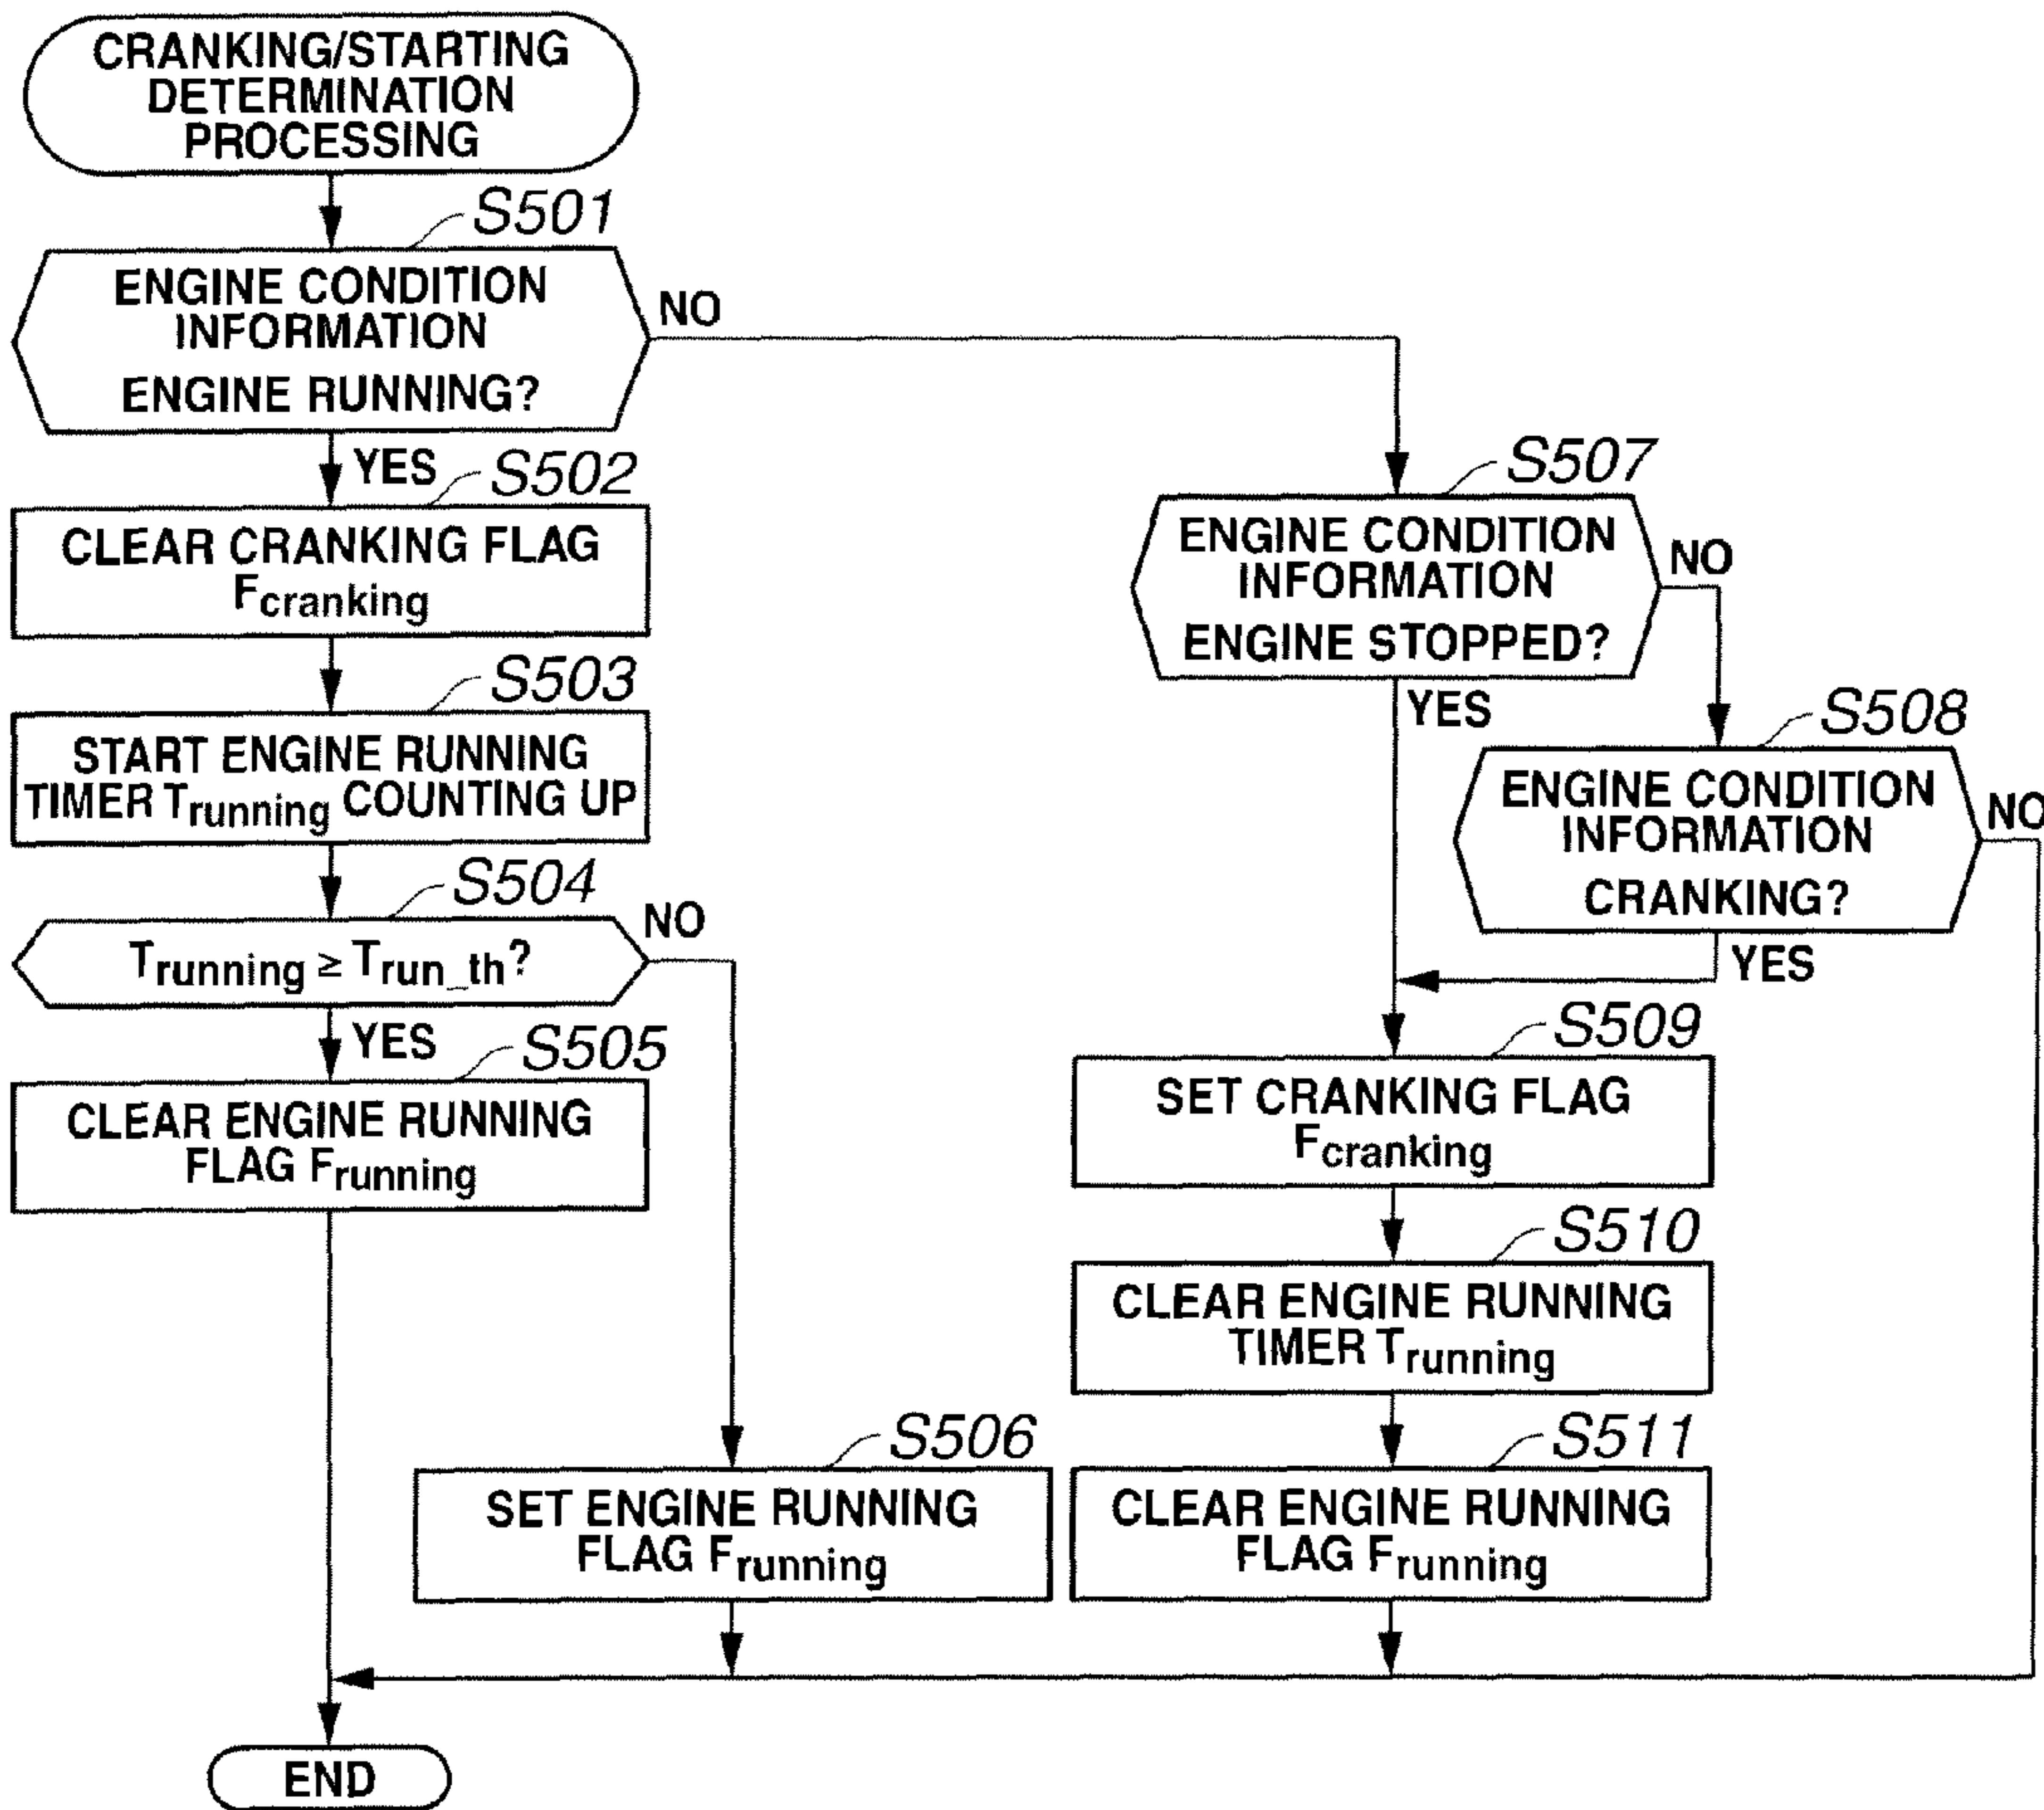 CRANKING/STARTING
DETERMINATION
PROCESSING
S501
ENGINE CONDITION
INFORMATION
ENGINE RUNNING?
NO
YES
S502
CLEAR CRANKING FLAG
Fcranking
S503
START ENGINE RUNNING
TIMER Trunning COUNTING UP
S504
Trunning ≥ Trun_th?
NO
YES
S505
CLEAR ENGINE RUNNING
FLAG Frunning
S506
SET ENGINE RUNNING
FLAG Frunning
S507
ENGINE CONDITION
INFORMATION
ENGINE STOPPED?
NO
YES
S508
ENGINE CONDITION
INFORMATION
CRANKING?
NO
YES
S509
SET CRANKING FLAG
Fcranking
S510
CLEAR ENGINE RUNNING
TIMER Trunning
S511
CLEAR ENGINE RUNNING
FLAG Frunning
END